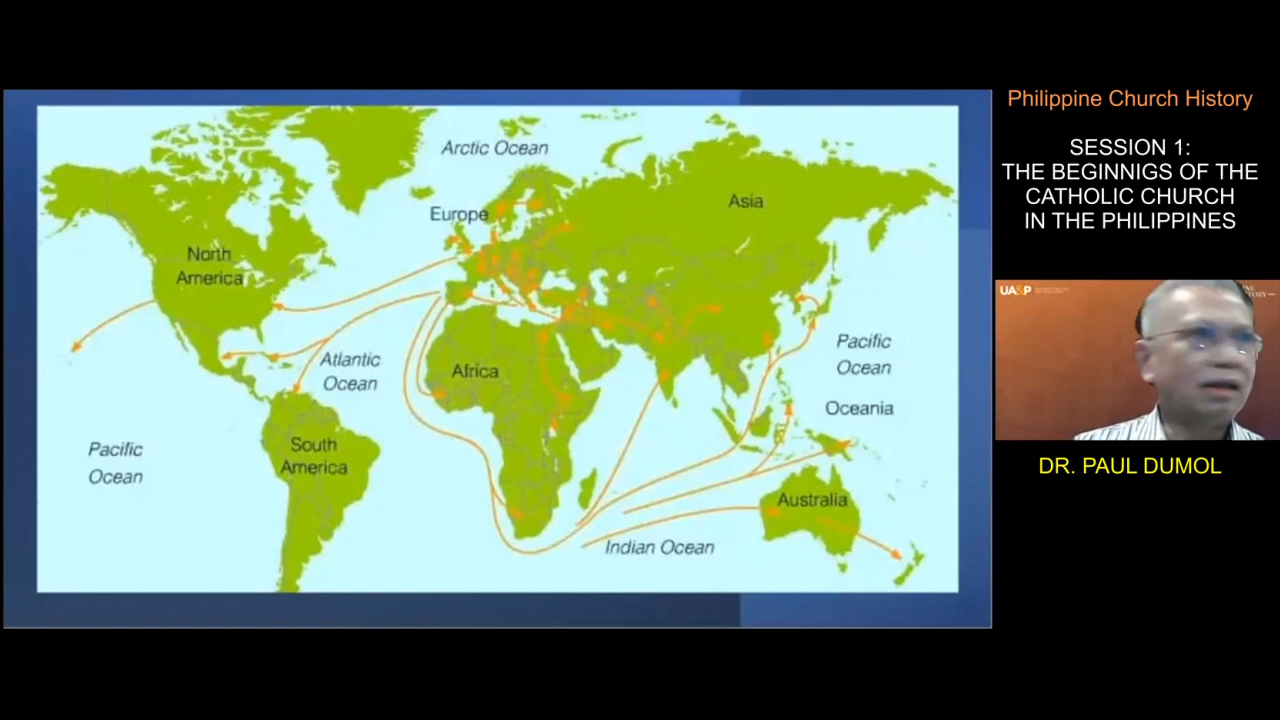 Arctic Ocean
Europe
Asia
North
America
Atlantic
Ocean
Africa
Pacific
Ocean
Oceania
Pacific
Ocean
South
America
Australia
Indian Ocean
Philippine Church History
SESSION 1:
THE BEGINNIGS OF THE
CATHOLIC CHURCH
IN THE PHILIPPINES
UA&P
DR. PAUL DUMOL